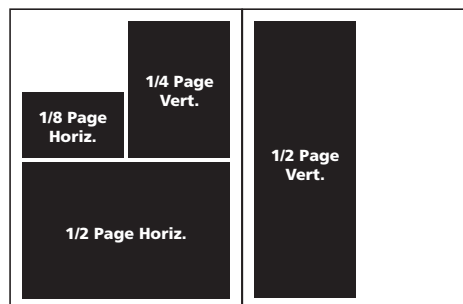 1/4 Page
Vert.
1/8 Page
Horiz.
1/2 Page Horiz.
1/2 Page
Vert.